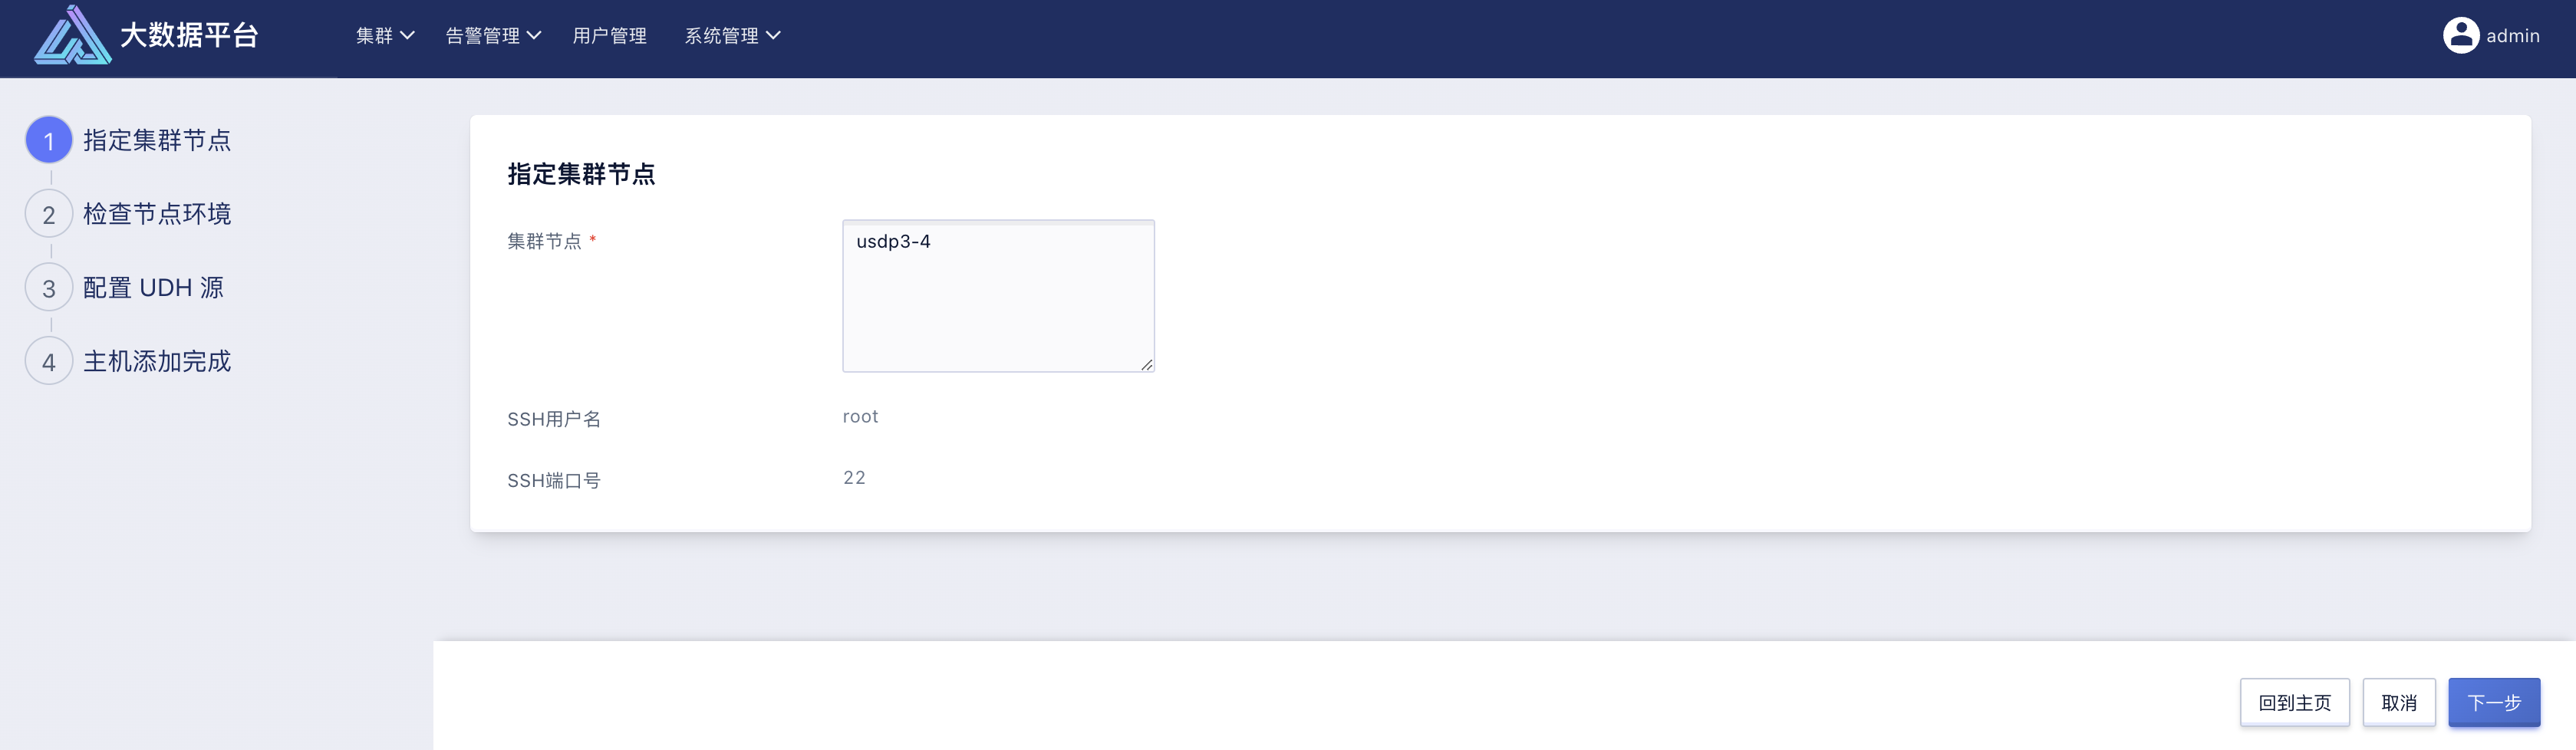 大数据平台
集群 告警管理 用户管理 系统管理 admin
1 指定集群节点
2 检查节点环境
3 配置 UDH 源
4 主机添加完成
指定集群节点
集群节点 * usdp3-4
SSH用户名 root
SSH端口号 22
回到主页 取消 下一步